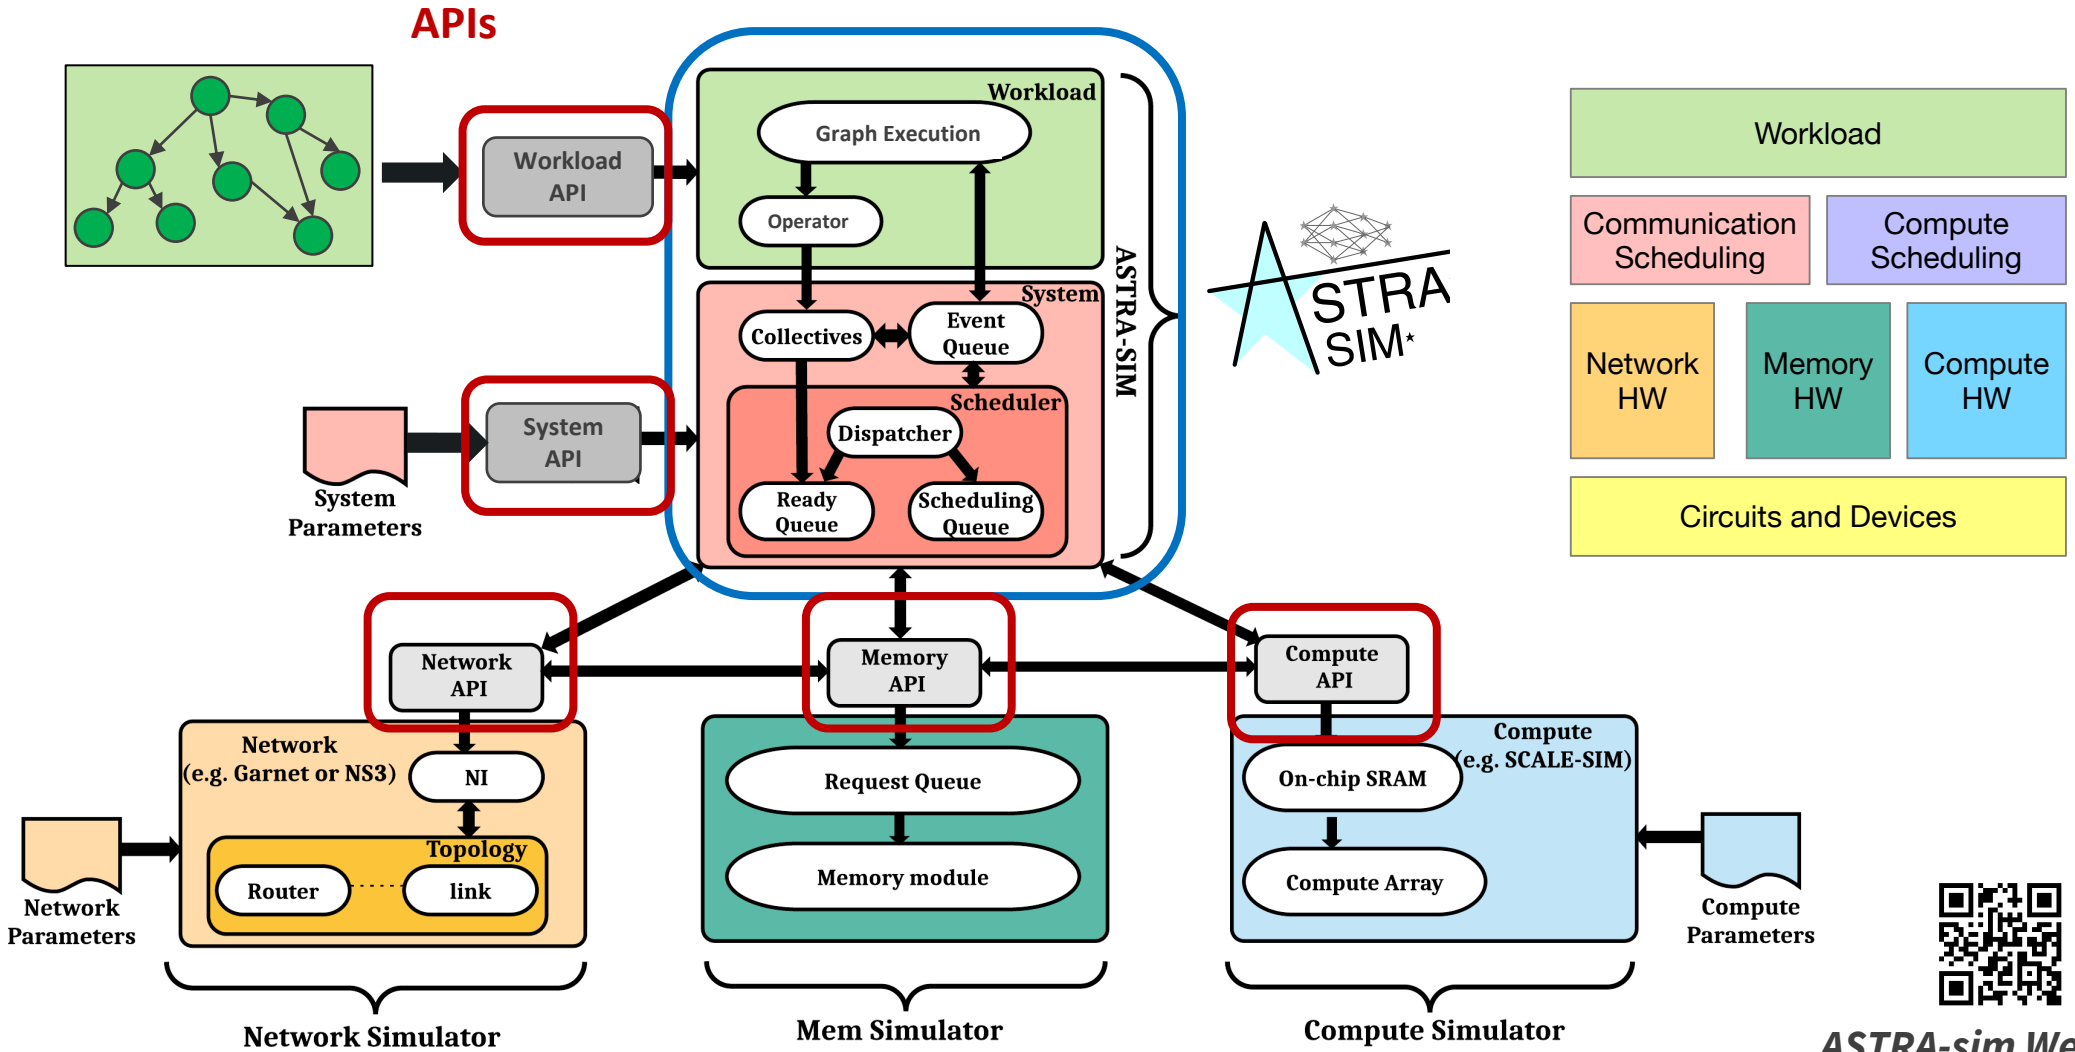 APIs
Workload
Graph Execution
Operator
Workload
API
System
Collectives
Event
Queue
Scheduler
Dispatcher
Ready
Queue
Scheduling
Queue
System
API
System
Parameters
ASTRA-SIM
STRA
SIM
Workload
Communication
Scheduling
Compute
Scheduling
Network
HW
Memory
HW
Compute
HW
Circuits and Devices
Network
API
Memory
API
Compute
API
Network
(e.g. Garnet or NS3)
NI
Topology
Router
link
Network
Parameters
Request Queue
Memory module
Compute
(e.g. SCALE-SIM)
On-chip SRAM
Compute Array
Compute
Parameters
Network Simulator
Mem Simulator
Compute Simulator
ASTRA-sim We